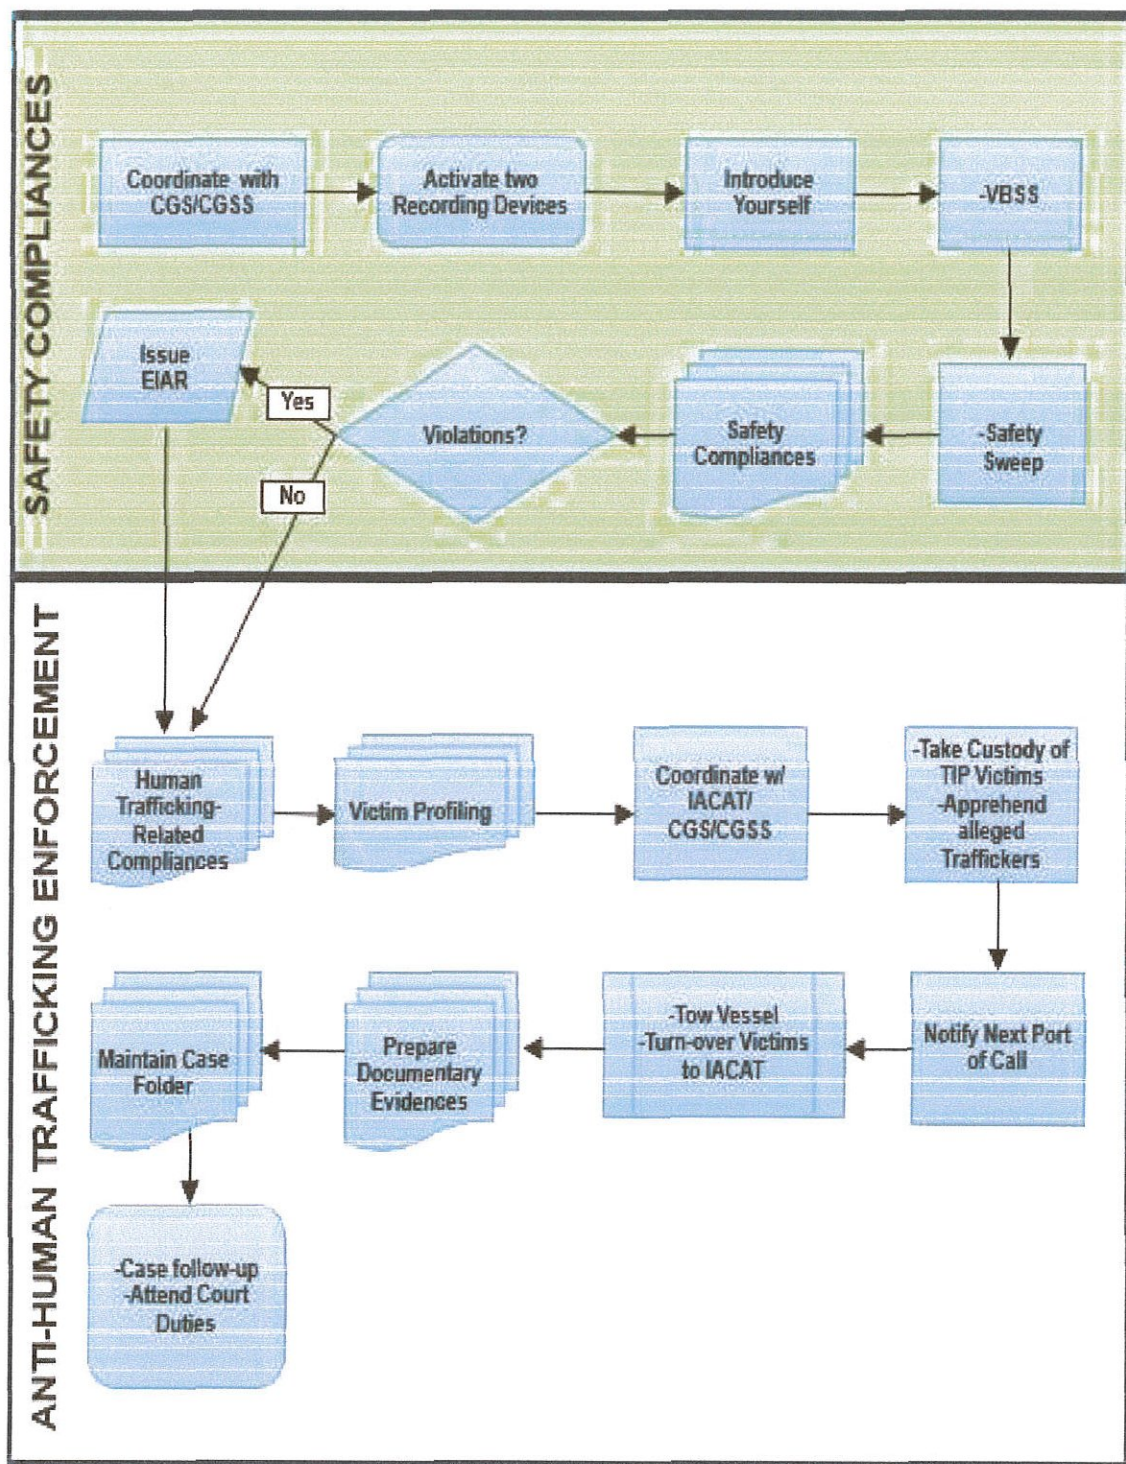 SAFETY COMPLIANCES
Coordinate with
CGS/CGSS
Activate two
Recording Devices
Introduce
Yourself
-VBSS
Issue
EIAR
Yes
No
Violations?
Safety
Compliances
-Safety
Sweep
ANTI-HUMAN TRAFFICKING ENFORCEMENT
Human
Trafficking-
Related
Compliances
Victim Profiling
Coordinate w/
IACAT/
CGS/CGSS
-Take Custody of
TIP Victims
-Apprehend
alleged
Traffickers
Maintain Case
Folder
Prepare
Documentary
Evidences
-Tow Vessel
-Turn-over Victims
to IACAT
Notify Next Port
of Call
-Case follow-up
-Attend Court
Duties